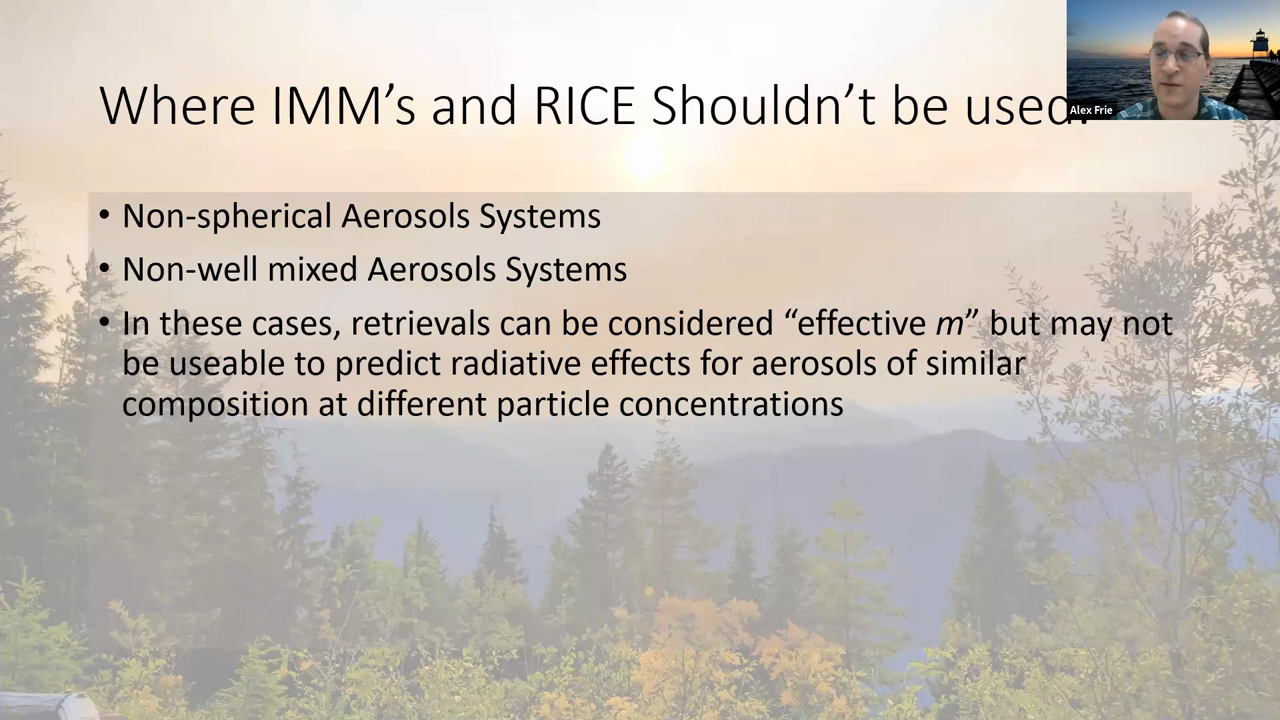 Where IMM's and RICE Shouldn't be used.
Alex Frie
• Non-spherical Aerosols Systems
• Non-well mixed Aerosols Systems
• In these cases, retrievals can be considered “effective m” but may not
be useable to predict radiative effects for aerosols of similar
composition at different particle concentrations